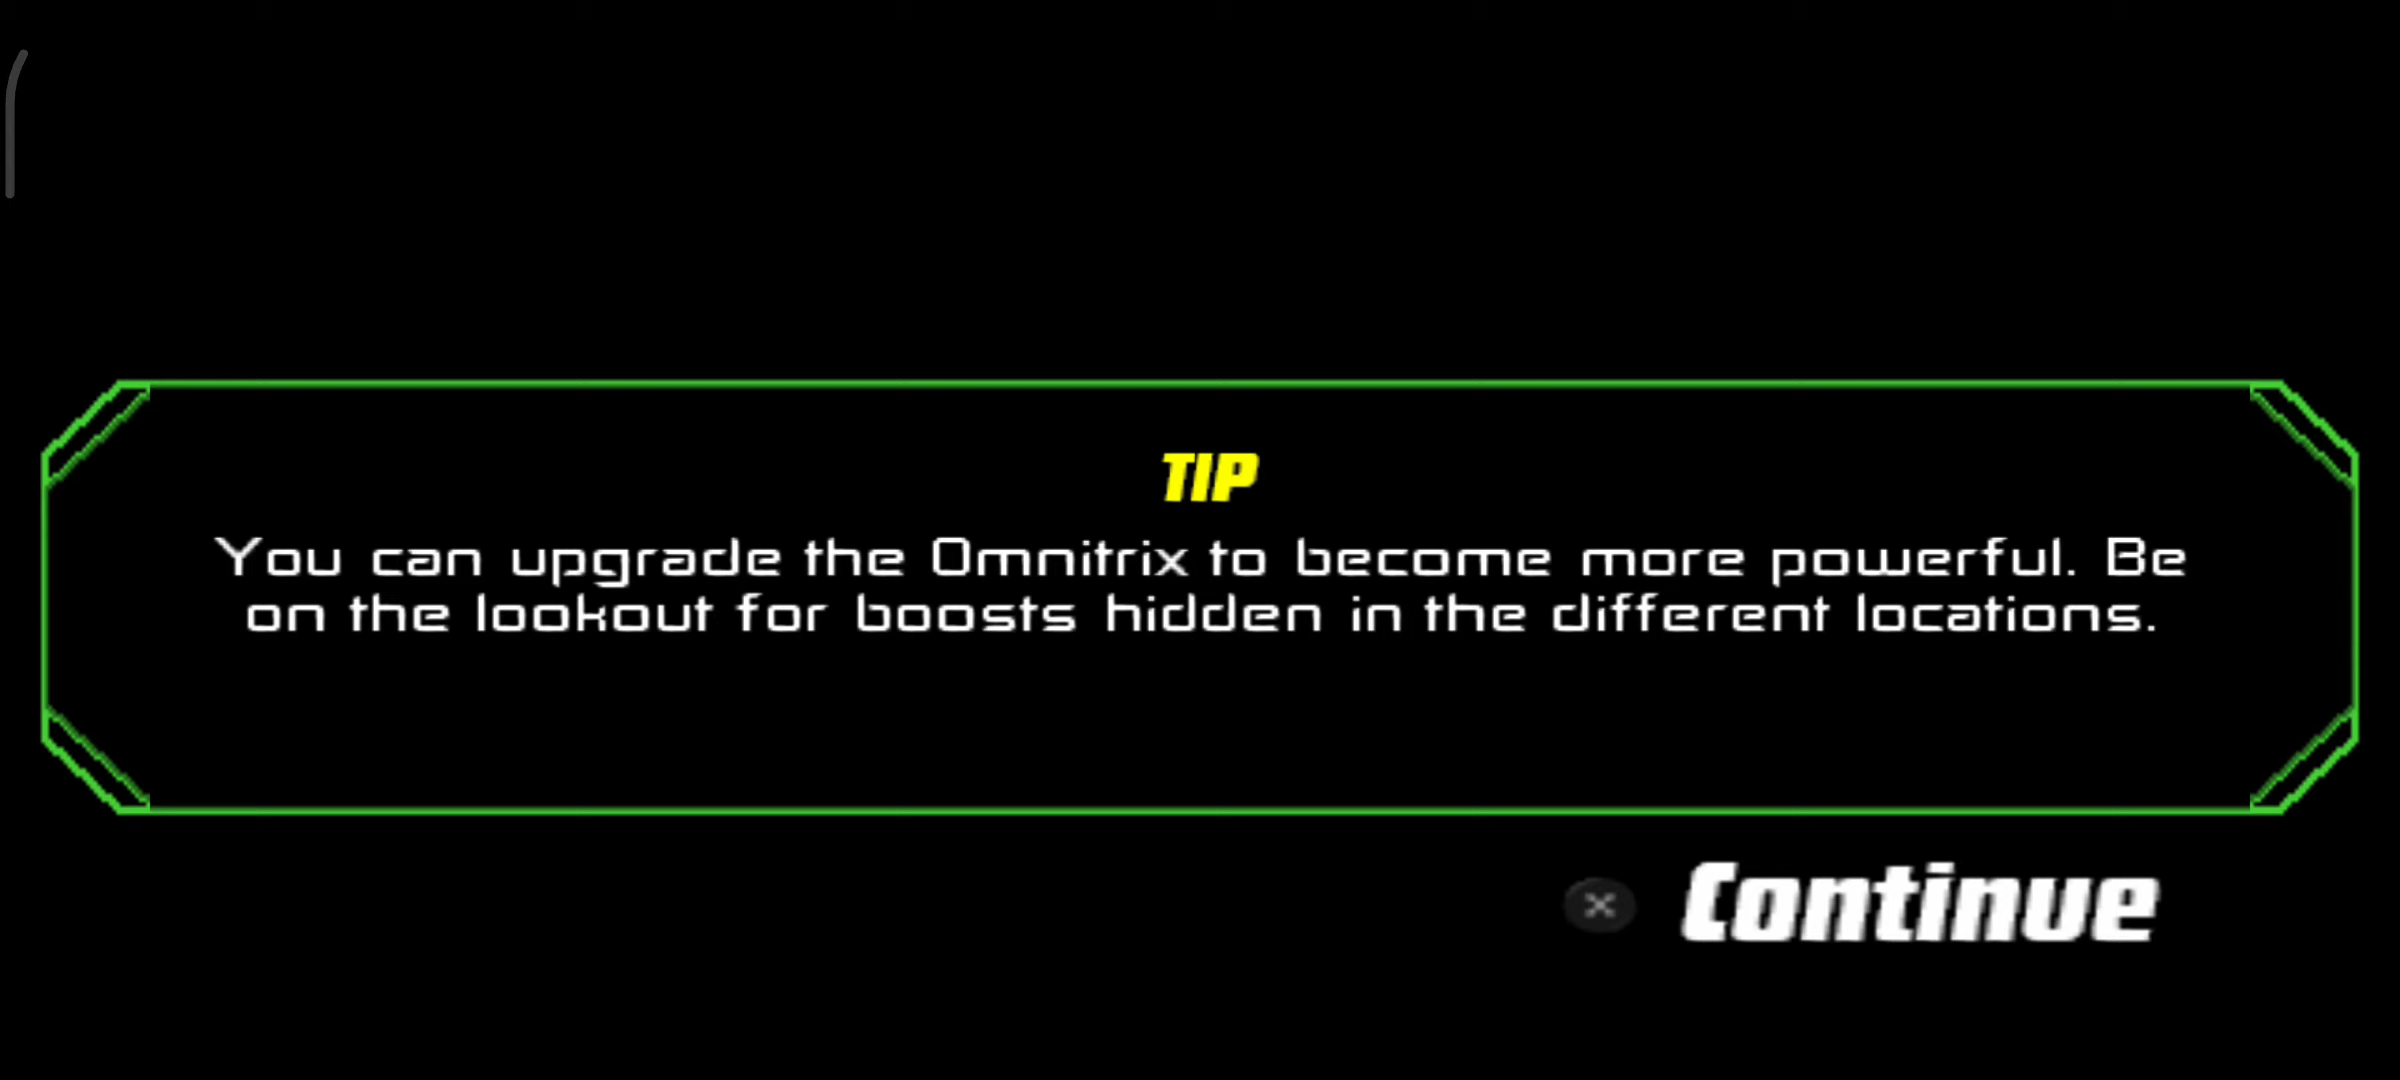 TIP
You can upgrade the Omnitrix to become more powerful. Be
on the lookout for boosts hidden in the different locations.
Continue